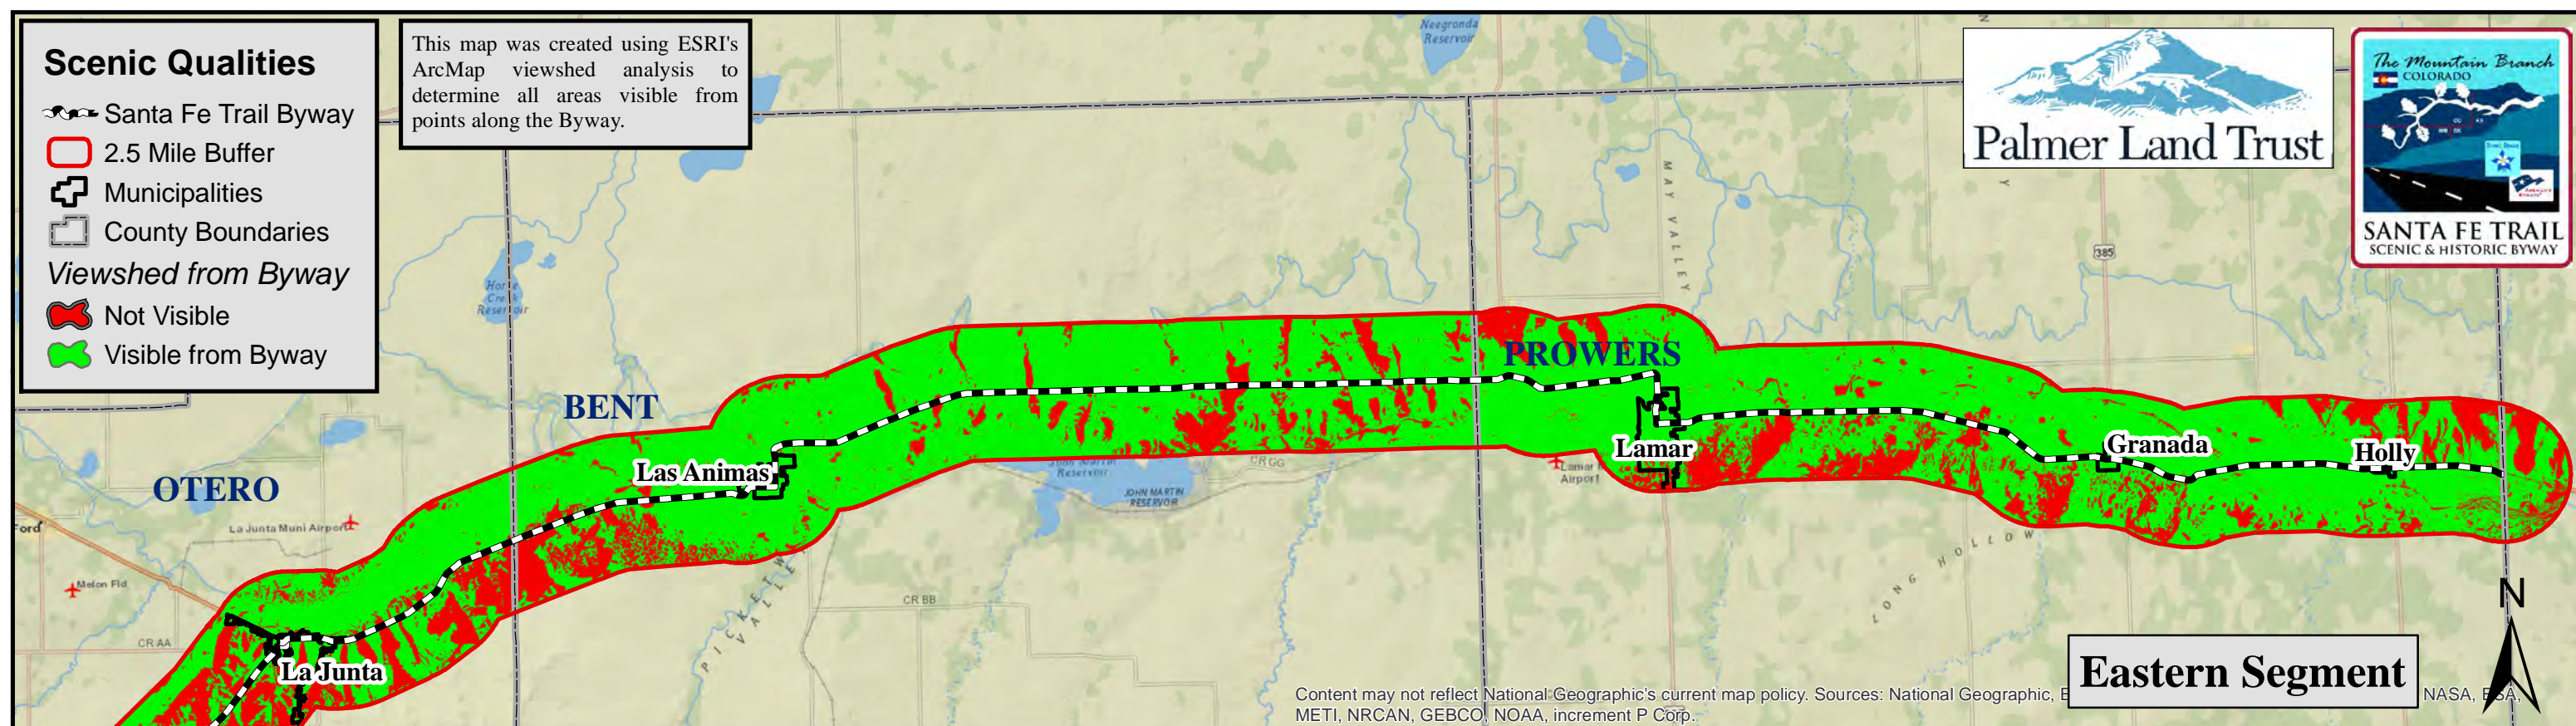 Scenic Qualities
Santa Fe Trail Byway
2.5 Mile Buffer
Municipalities
County Boundaries
Viewshed from Byway
Not Visible
Visible from Byway
This map was created using ESRI's
ArcMap viewshed analysis to
determine all areas visible from
points along the Byway.
Neegronda
Reservoir
Palmer Land Trust
The Mountain Branch
COLORADO
SANTA FE TRAIL
SCENIC & HISTORIC BYWAY
MAY VALLEY
385
Reservoir
BENT
PROWERS
OTERO
Las Animas
Lamar
Granada
Holly
La Junta
Ford
La Junta Muni Airport
Melon Fld
CR AA
CR BB
CR GG
Reservoir
JOHN MARTIN
RESERVOIR
Lamar
Airport
LONG HOLLOW
N
Eastern Segment
Content may not reflect National Geographic's current map policy. Sources: National Geographic, NASA, ESA,
METI, NRCAN, GEBCO, NOAA, increment P Corp.